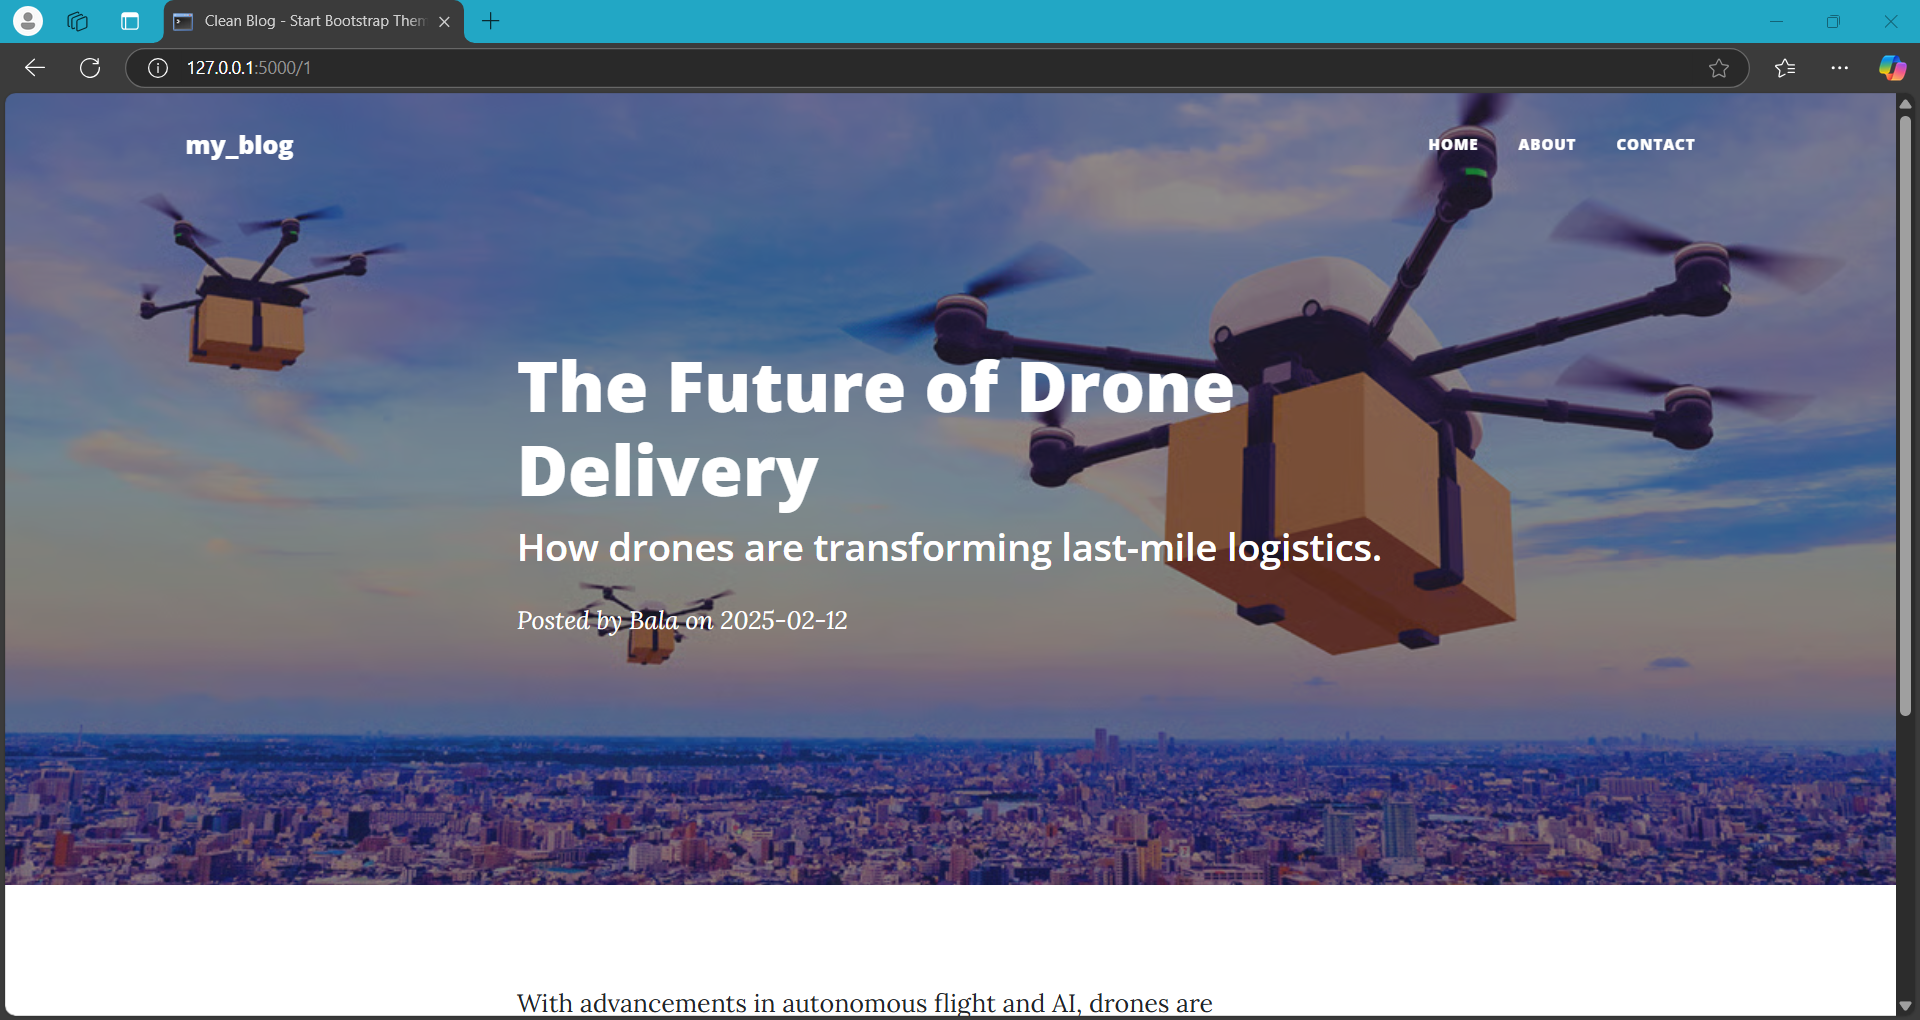 Clean Blog - Start Bootstrap Them
127.0.0.1:5000/1
my_blog
HOME ABOUT CONTACT
The Future of Drone
Delivery
How drones are transforming last-mile logistics.
Posted by Bala on 2025-02-12
With advancements in autonomous flight and AI, drones are